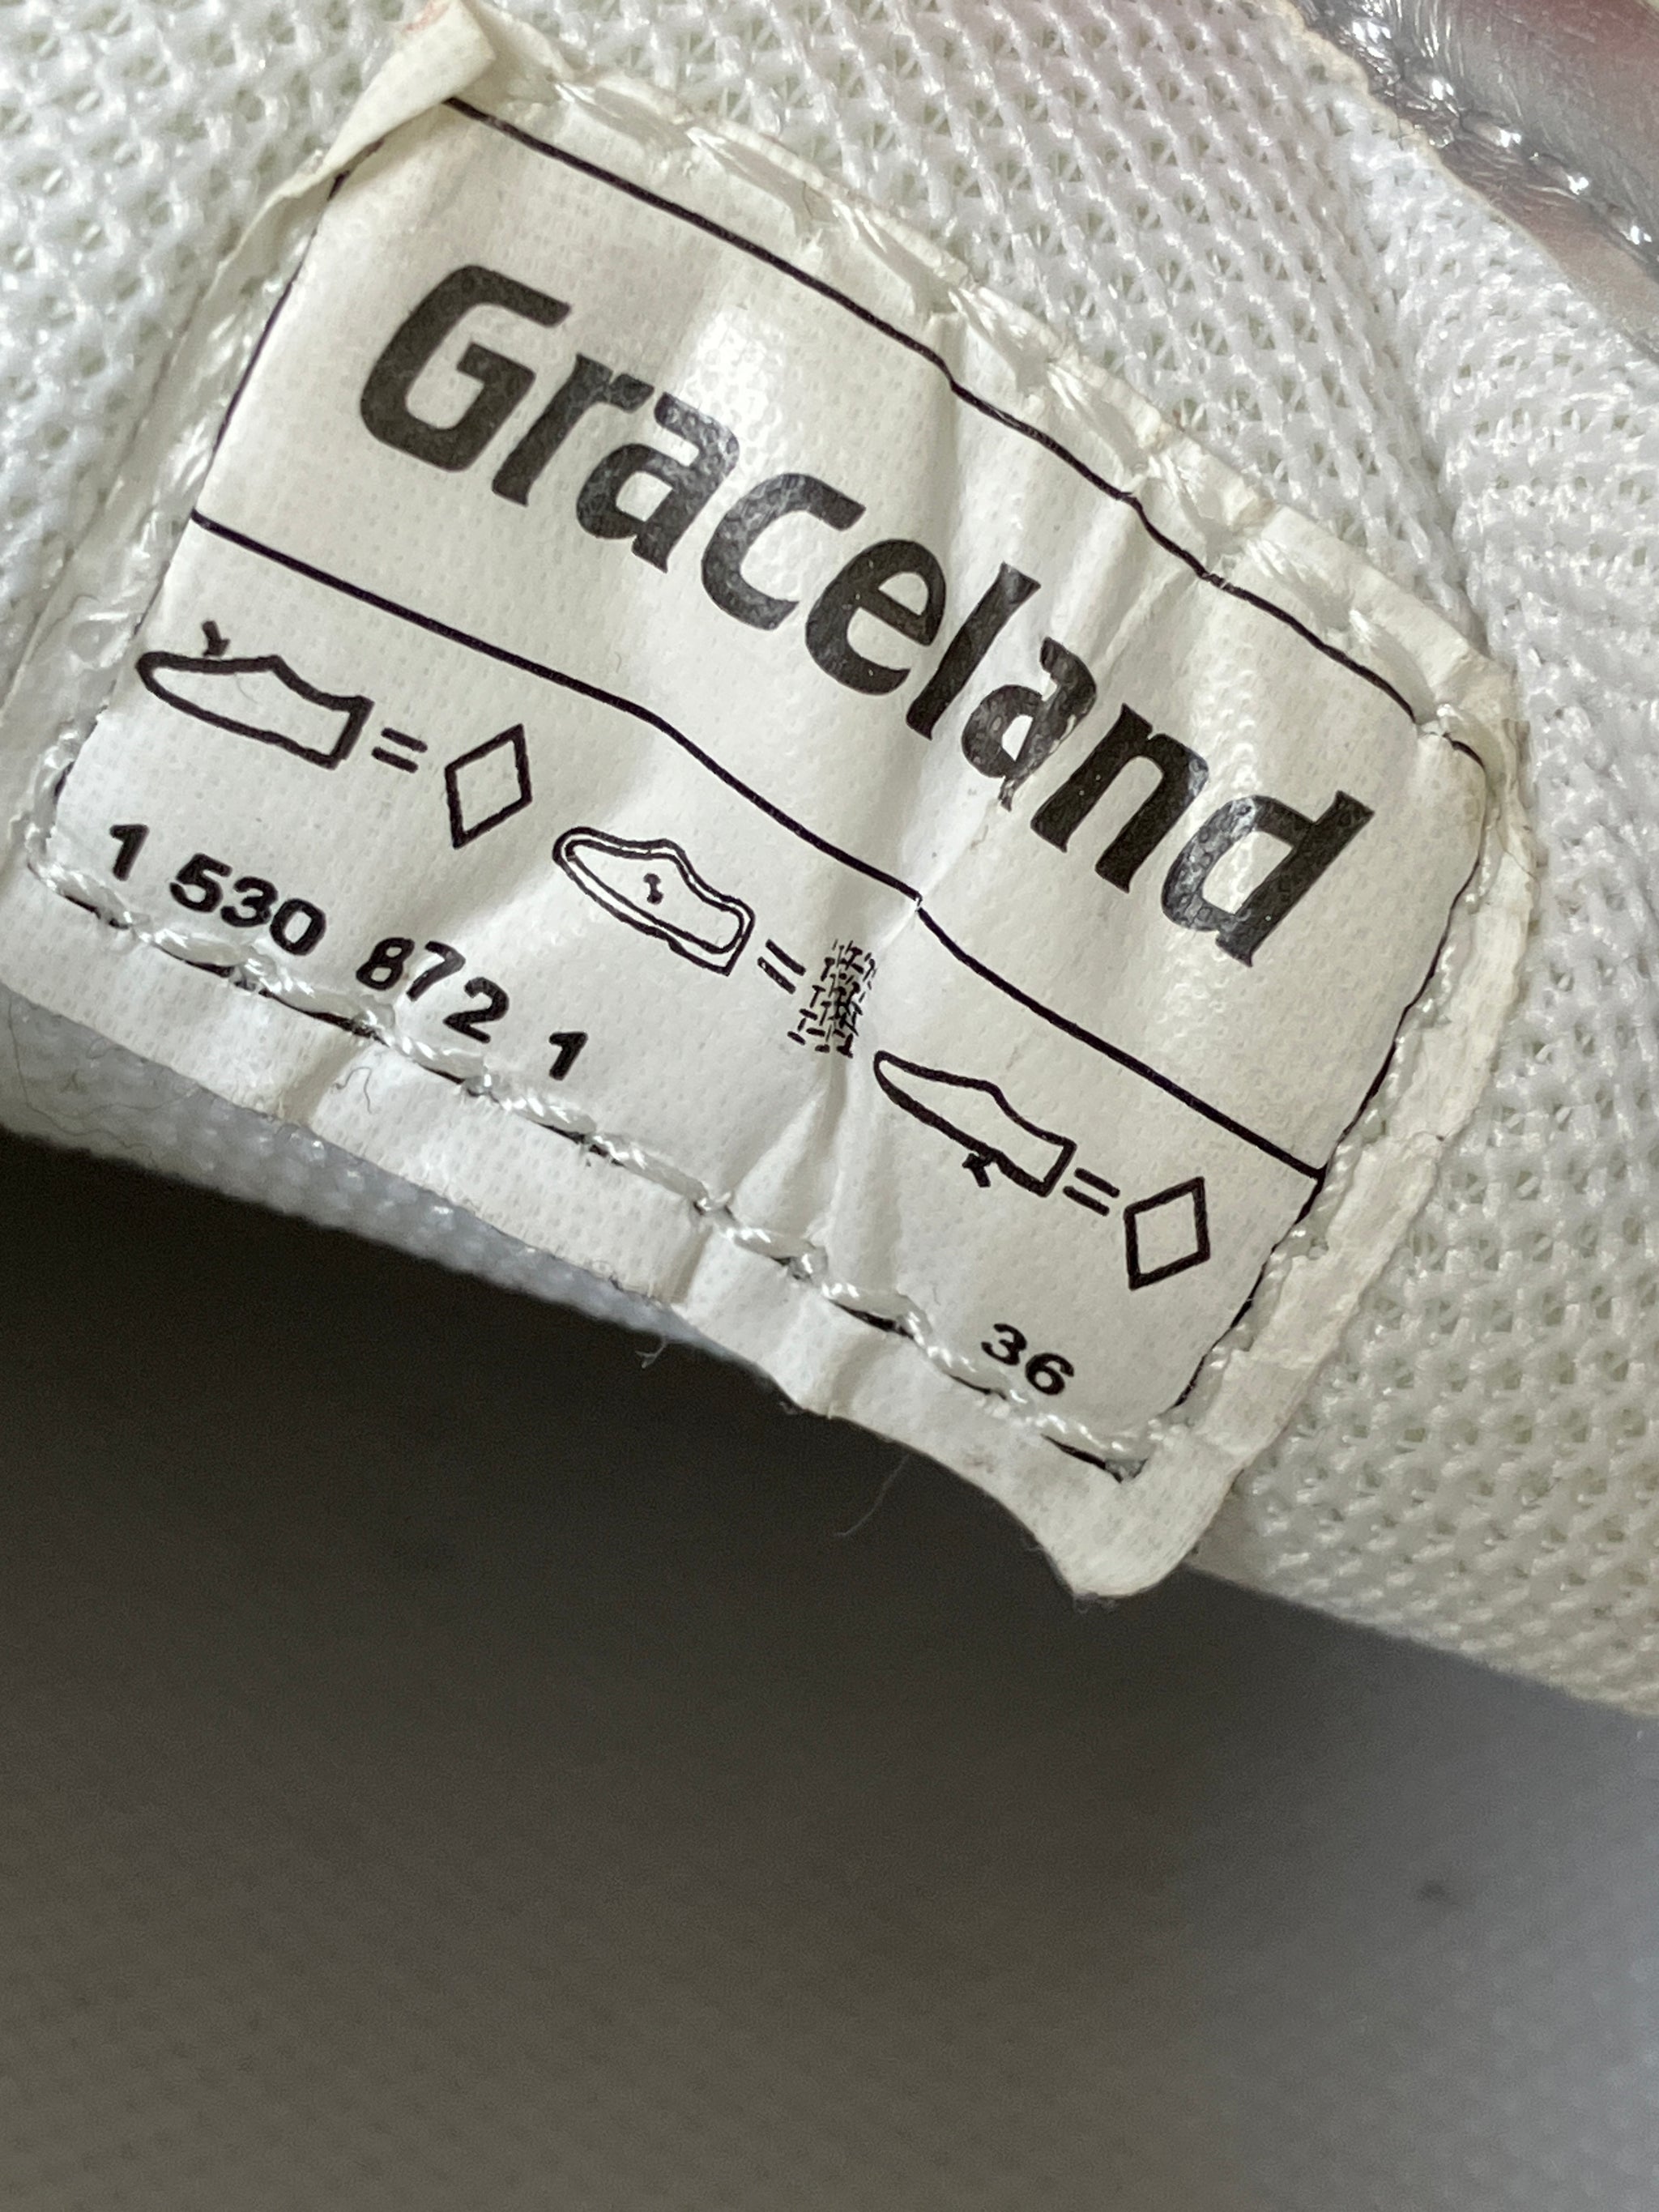 Graceland
= = =
1 530 872 1 36